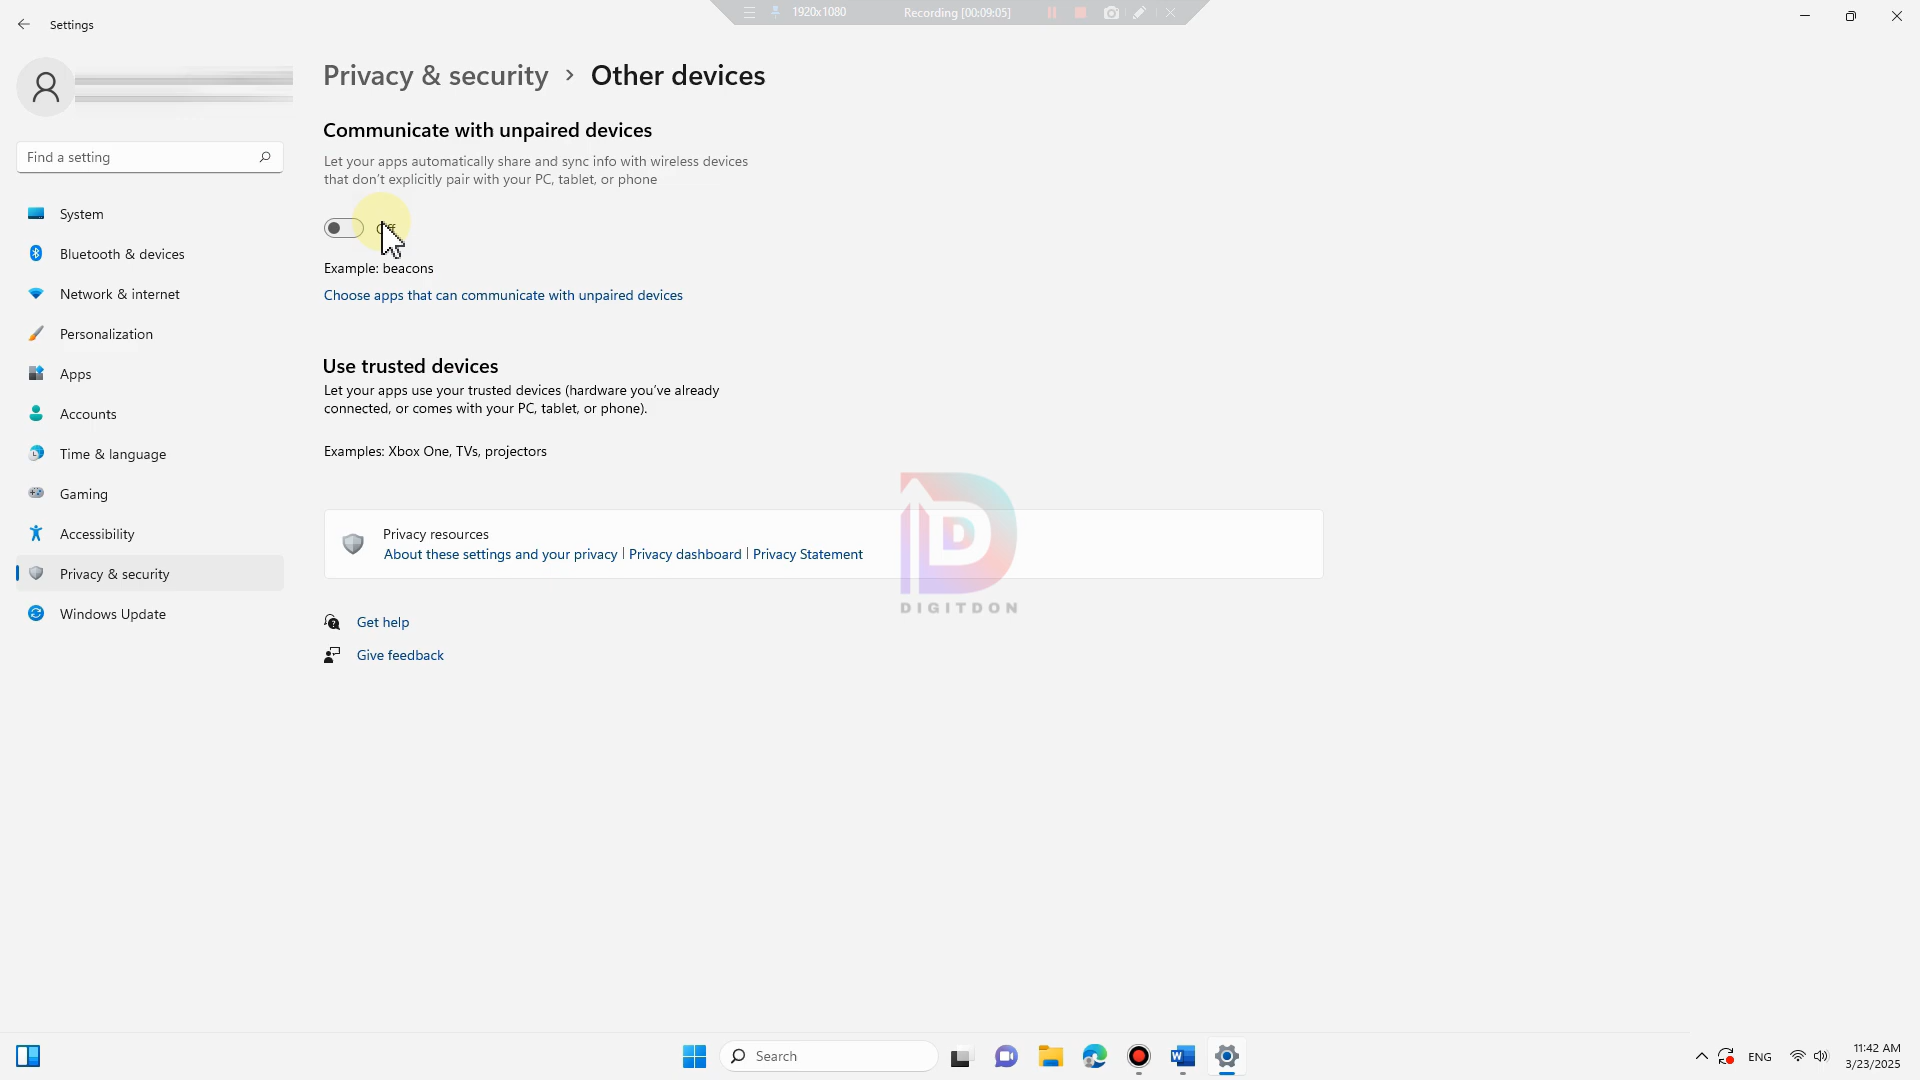 Settings
1920x1080
Recording [00:09:05]
Privacy & security > Other devices
Find a setting
System
Bluetooth & devices
Network & internet
Personalization
Apps
Accounts
Time & language
Gaming
Accessibility
Privacy & security
Windows Update
Communicate with unpaired devices
Let your apps automatically share and sync info with wireless devices
that don't explicitly pair with your PC, tablet, or phone
Example: beacons
Choose apps that can communicate with unpaired devices
Use trusted devices
Let your apps use your trusted devices (hardware you've already
connected, or comes with your PC, tablet, or phone).
Examples: Xbox One, TVs, projectors
Privacy resources
About these settings and your privacy | Privacy dashboard | Privacy Statement
DIGITDON
Get help
Give feedback
Search
ENG
11:42 AM
3/23/2025